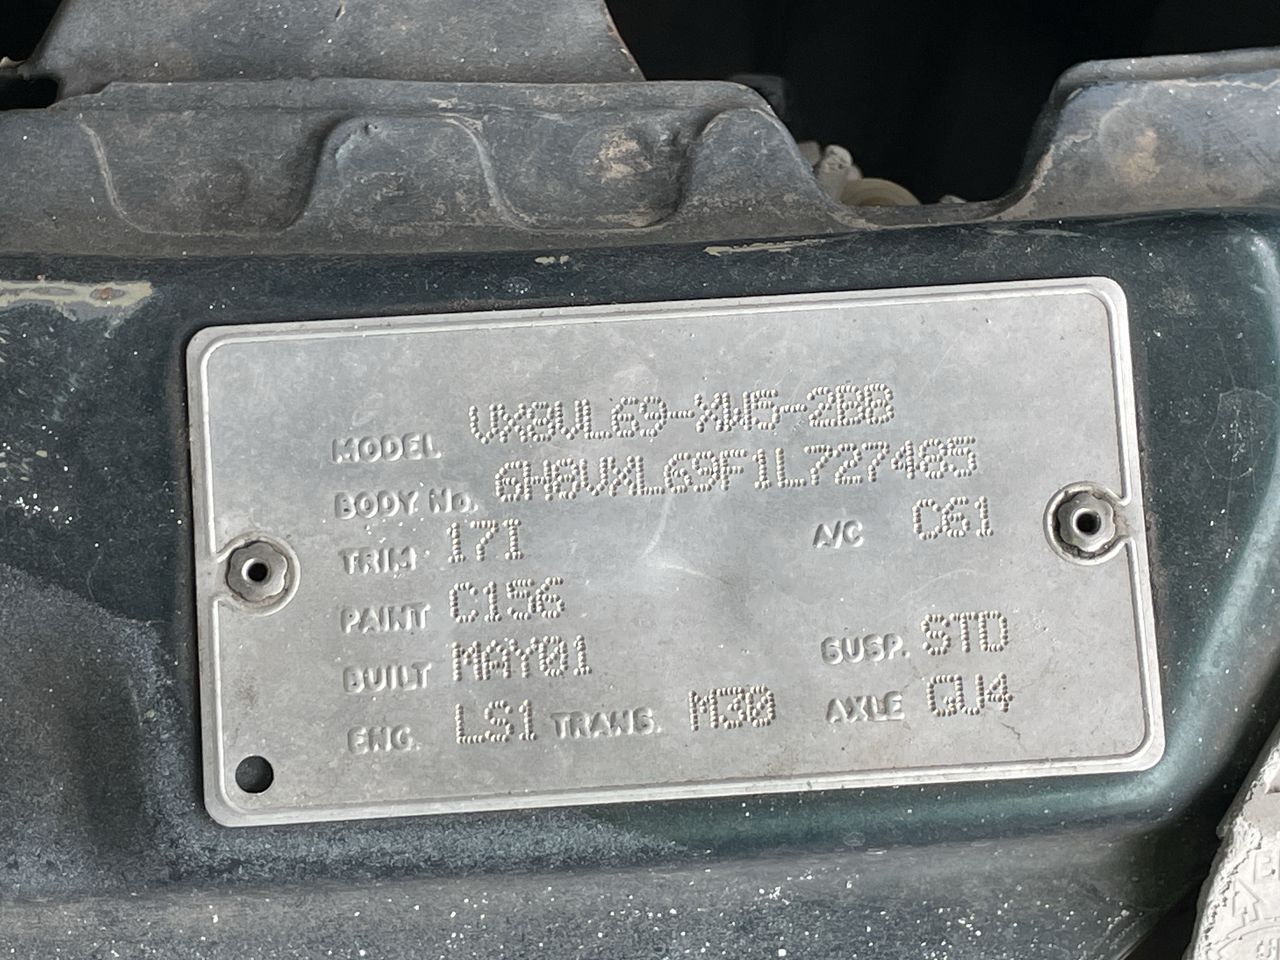 MODEL VX8VL69-XW5-2BB
BODY No. 6H8VXL69F1L727485
TRIM 17I A/C C61
PAINT C156
BUILT MAY01 SUSP. STD
ENG. LS1 TRANS. M30 AXLE GU4